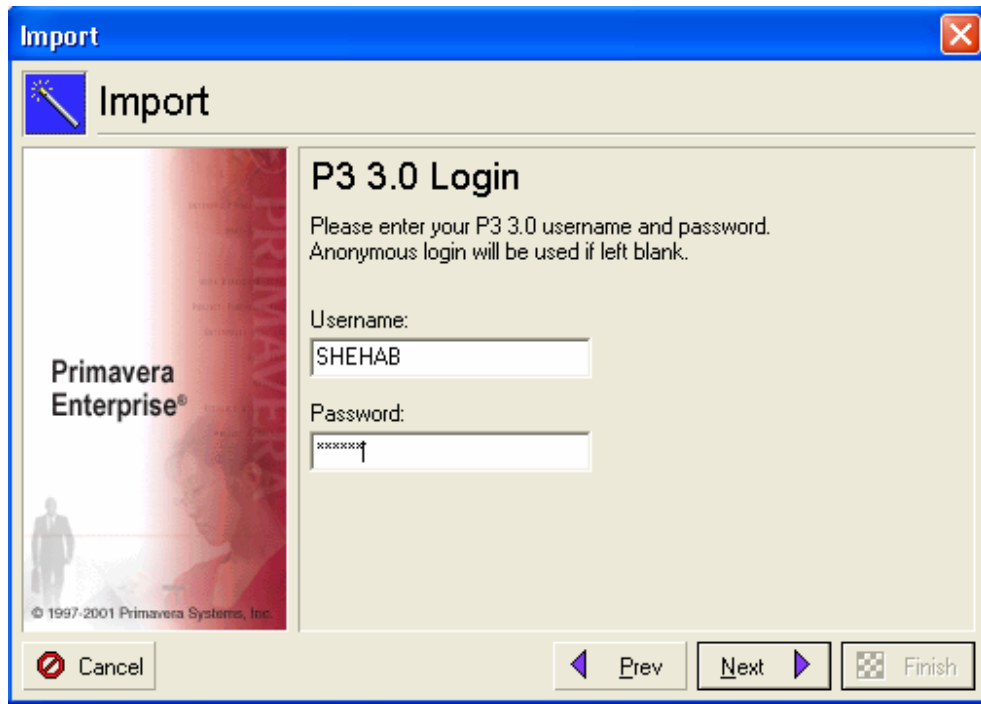 Import
Import
PRIMAVERA
Primavera
Enterprise®
© 1997-2001 Primavera Systems, Inc.
P3 3.0 Login
Please enter your P3 3.0 username and password.
Anonymous login will be used if left blank.
Username:
SHEHAB
Password:
******
Cancel
Prev
Next
Finish